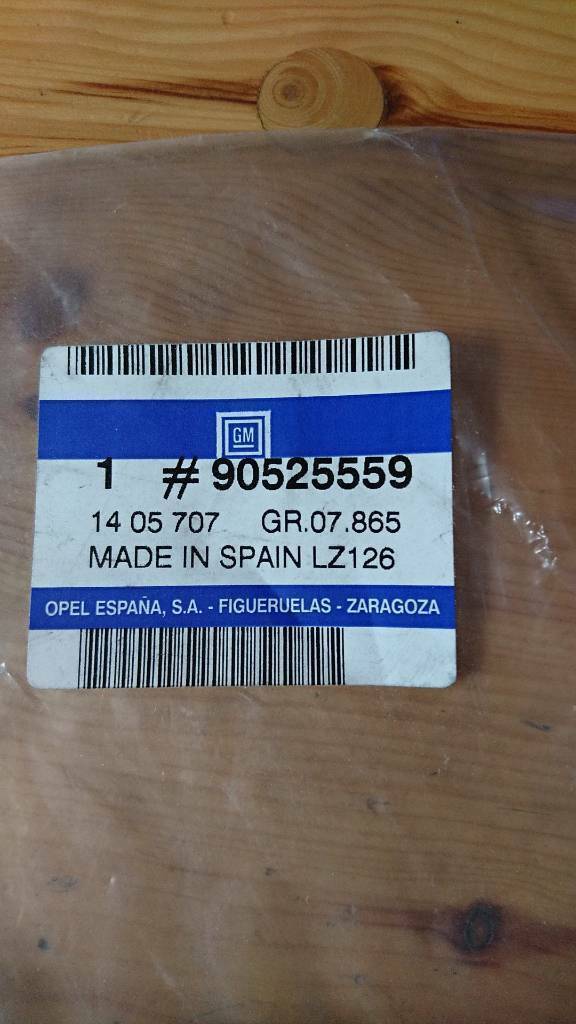 GM
1 # 90525559
14 05 707 GR.07.865
MADE IN SPAIN LZ126
OPEL ESPAÑA, S.A. - FIGUERUELAS - ZARAGOZA